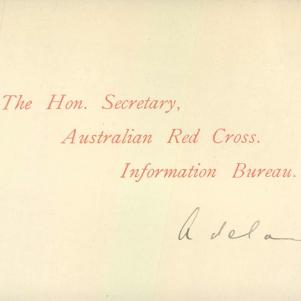 The Hon. Secretary,
Australian Red Cross.
Information Bureau.